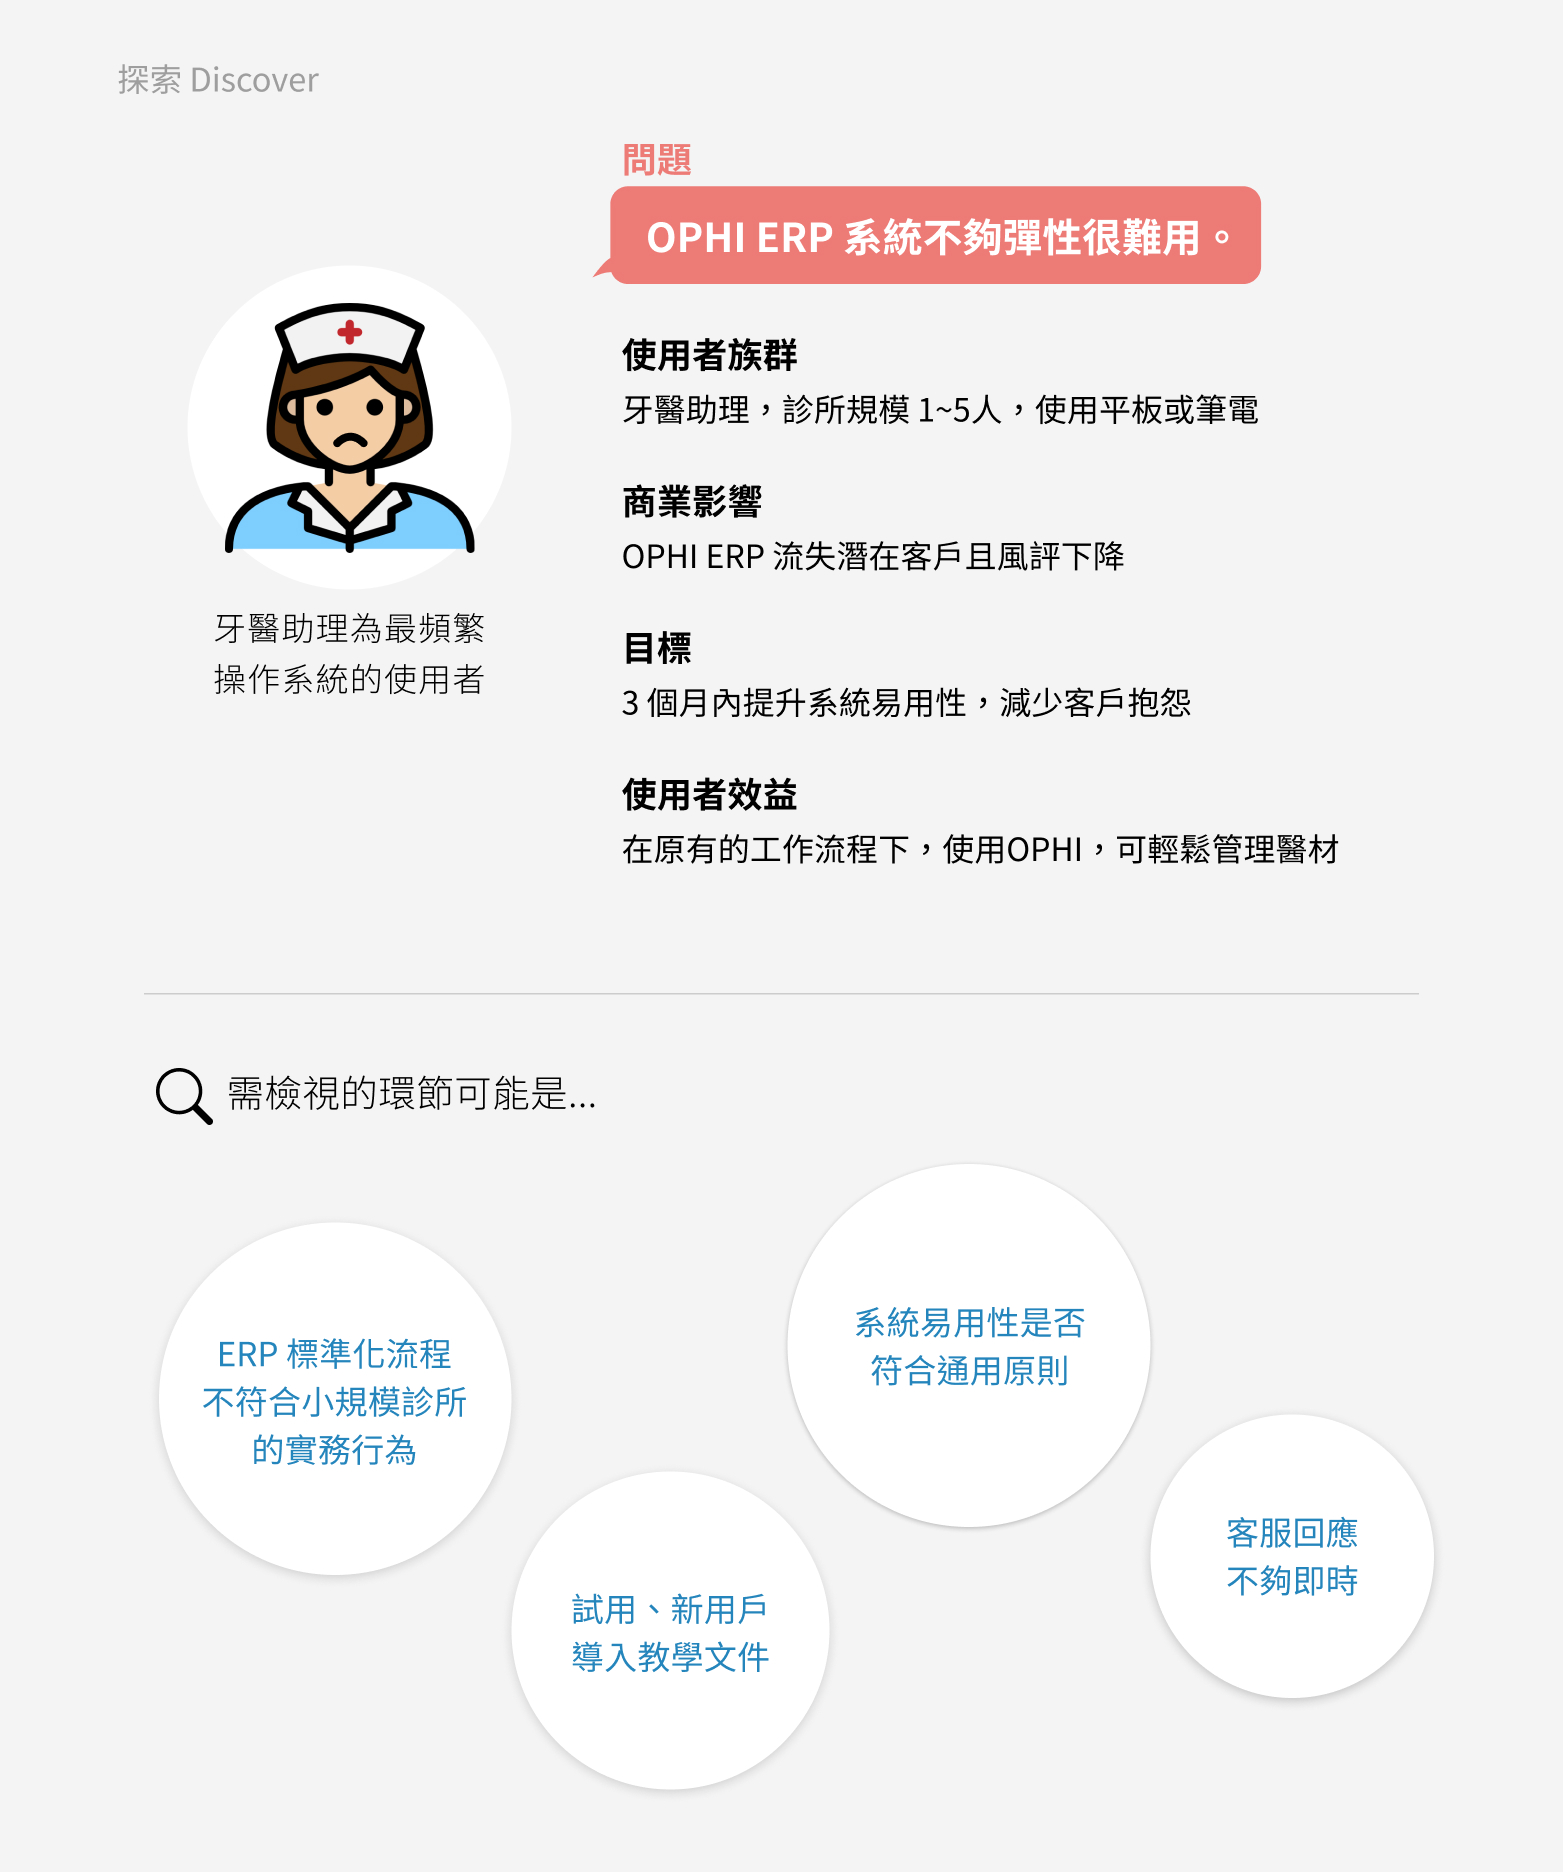 探索 Discover
問題
OPHI ERP 系統不夠彈性很難用。
使用者族群
牙醫助理，診所規模 1~5人，使用平板或筆電
商業影響
OPHI ERP 流失潛在客戶且風評下降
目標
3 個月內提升系統易用性，減少客戶抱怨
使用者效益
在原有的工作流程下，使用OPHI，可輕鬆管理醫材
牙醫助理為最頻繁
操作系統的使用者
需檢視的環節可能是...
ERP 標準化流程
不符合小規模診所
的實務行為
試用、新用戶
導入教學文件
系統易用性是否
符合通用原則
客服回應
不夠即時